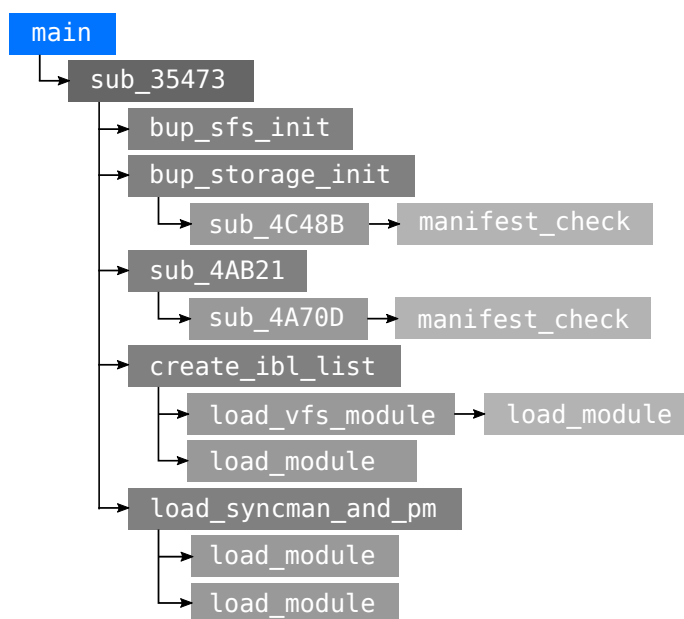 main
sub_35473
bup_sfs_init
bup_storage_init
sub_4C48B
manifest_check
sub_4AB21
sub_4A70D
manifest_check
create_ibl_list
load_vfs_module
load_module
load_module
load_syncman_and_pm
load_module
load_module